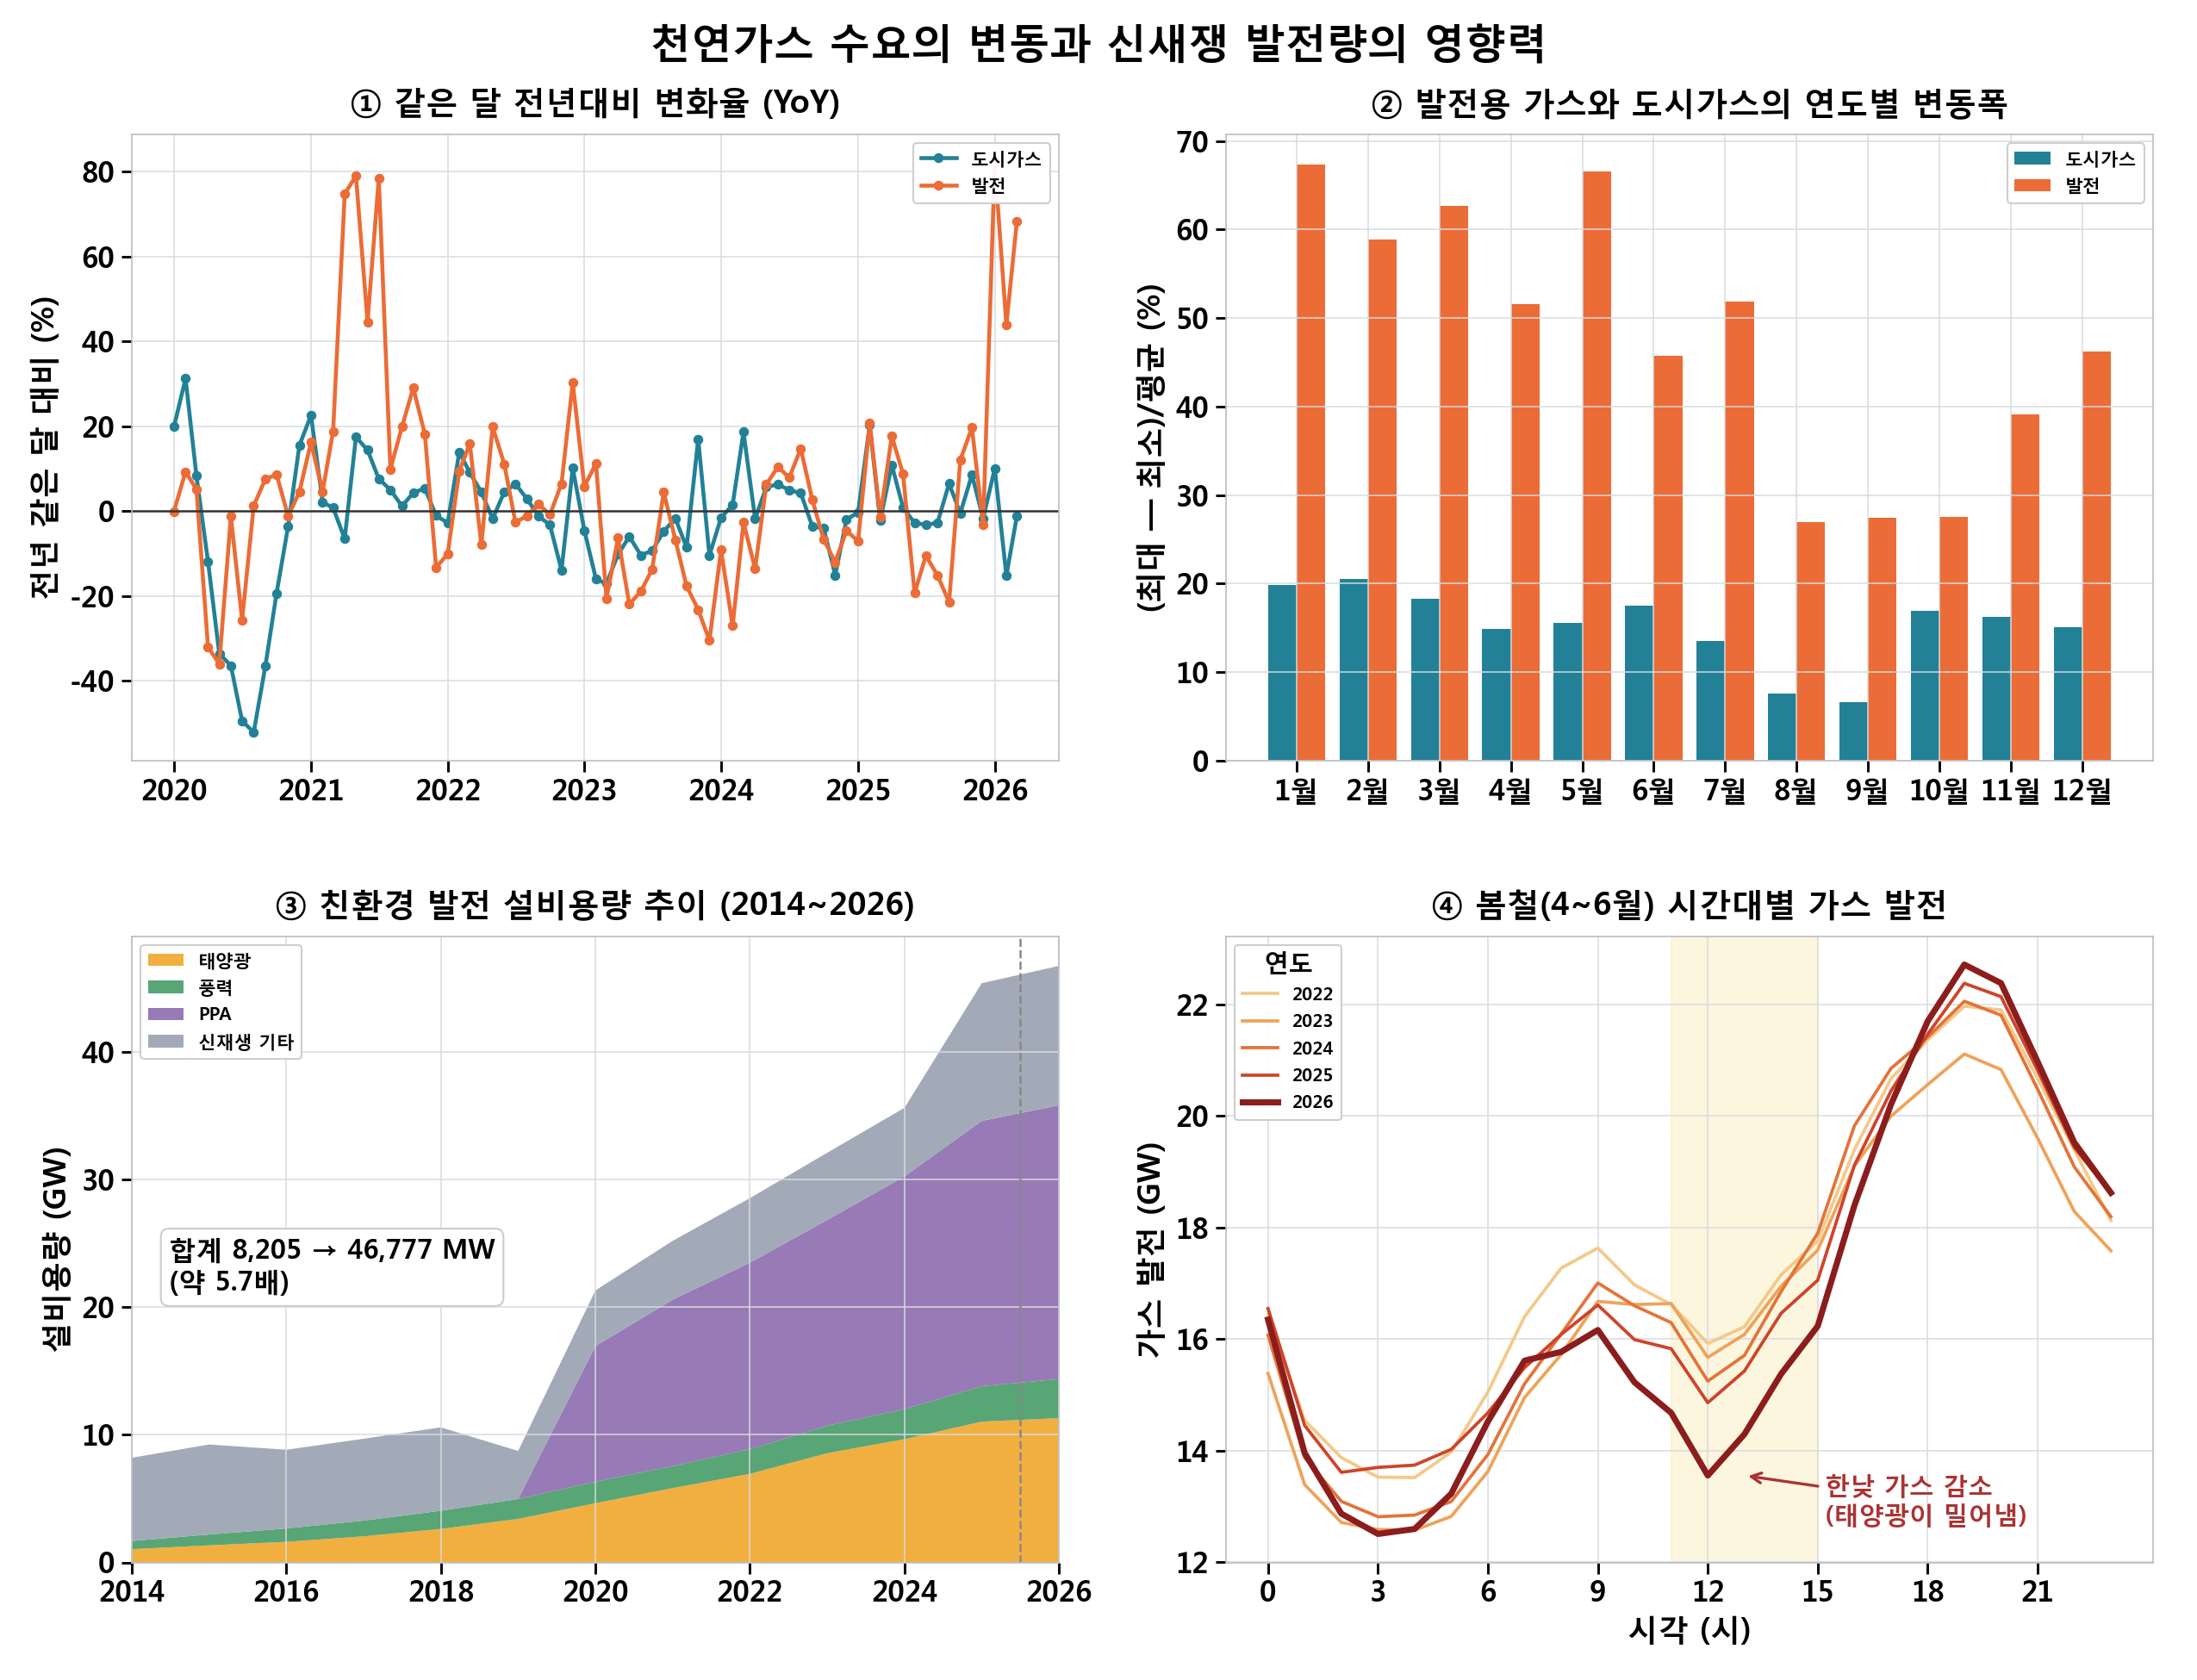 천연가스 수요의 변동과 신새쟁 발전량의 영향력
① 같은 달 전년대비 변화율 (YoY)
전년 같은 달 대비 (%)
80
60
40
20
0
-20
-40
2020
2021
2022
2023
2024
2025
2026
도시가스
발전
② 발전용 가스와 도시가스의 연도별 변동폭
(최대 − 최소)/평균 (%)
70
60
50
40
30
20
10
0
1월
2월
3월
4월
5월
6월
7월
8월
9월
10월
11월
12월
도시가스
발전
③ 친환경 발전 설비용량 추이 (2014~2026)
설비용량 (GW)
40
30
20
10
0
2014
2016
2018
2020
2022
2024
2026
태양광
풍력
PPA
신재생 기타
합계 8,205 → 46,777 MW
(약 5.7배)
④ 봄철(4~6월) 시간대별 가스 발전
가스 발전 (GW)
22
20
18
16
14
12
0
3
6
9
12
15
18
21
시각 (시)
연도
2022
2023
2024
2025
2026
한낮 가스 감소
(태양광이 밀어냄)